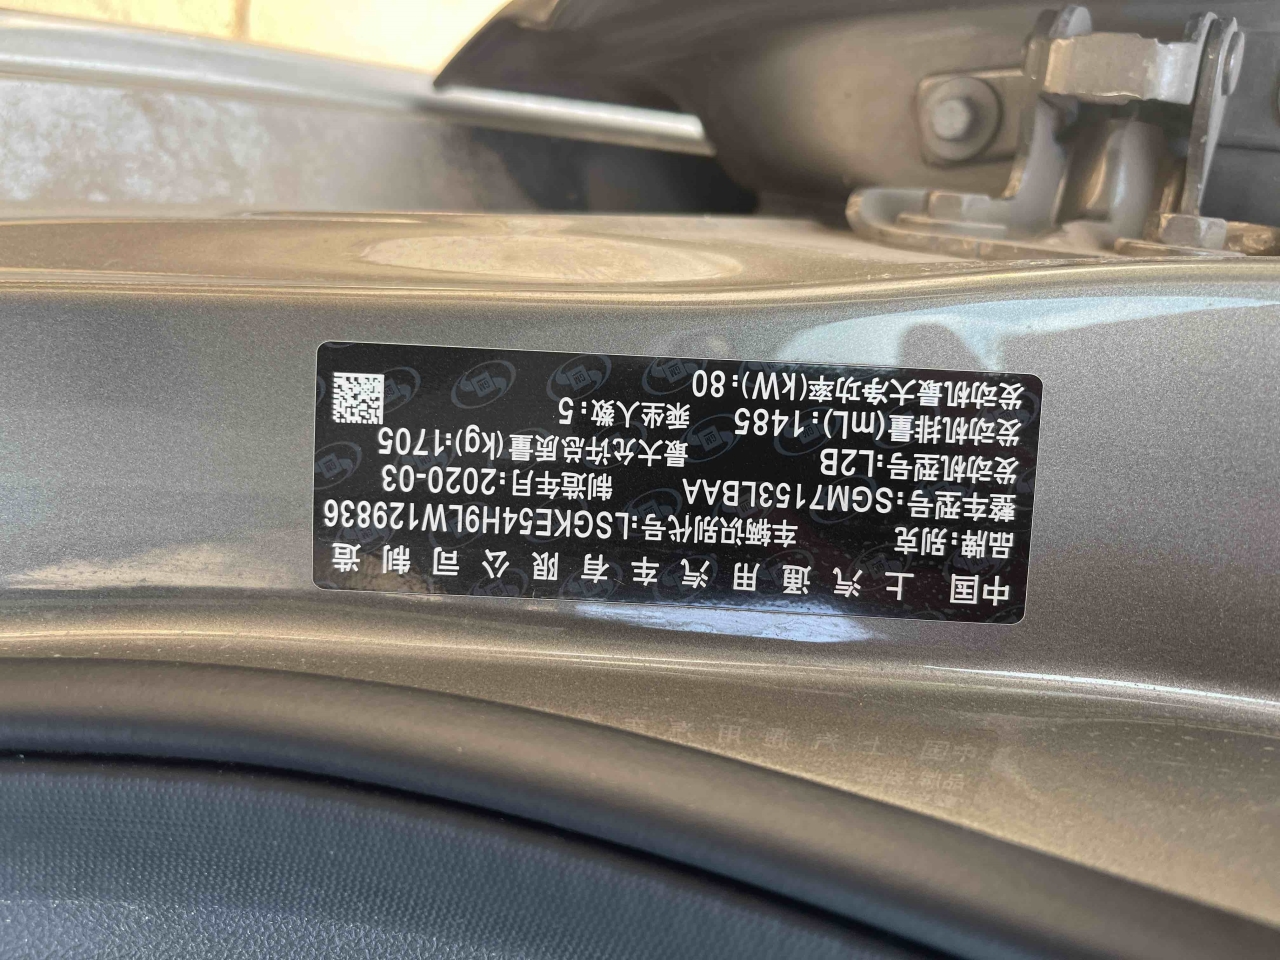 中国 上汽通用汽车有限公司制造
品牌:别克 车辆识别代号:LSGKE54H9LW129836
整车型号:SGM7153LBAA 制造年月:2020-03
发动机型号:L2B 最大允许总质量(kg):1705
发动机排量(mL):1485 乘坐人数:5
发动机最大净功率(kW):80